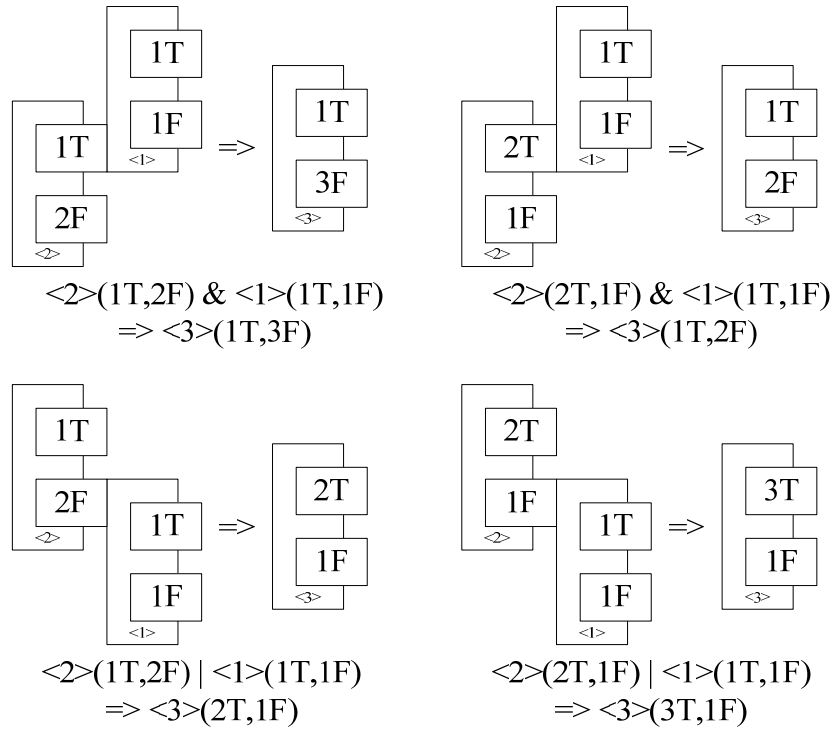 1T
1F
<1>
1T
2F
<2>
=>
1T
3F
<3>
<2>(1T,2F) & <1>(1T,1F)
=> <3>(1T,3F)
1T
1F
<1>
2T
1F
<2>
=>
1T
2F
<3>
<2>(2T,1F) & <1>(1T,1F)
=> <3>(1T,2F)
1T
2F
<2>
1T
1F
<1>
=>
2T
1F
<3>
<2>(1T,2F) | <1>(1T,1F)
=> <3>(2T,1F)
2T
1F
<2>
1T
1F
<1>
=>
3T
1F
<3>
<2>(2T,1F) | <1>(1T,1F)
=> <3>(3T,1F)